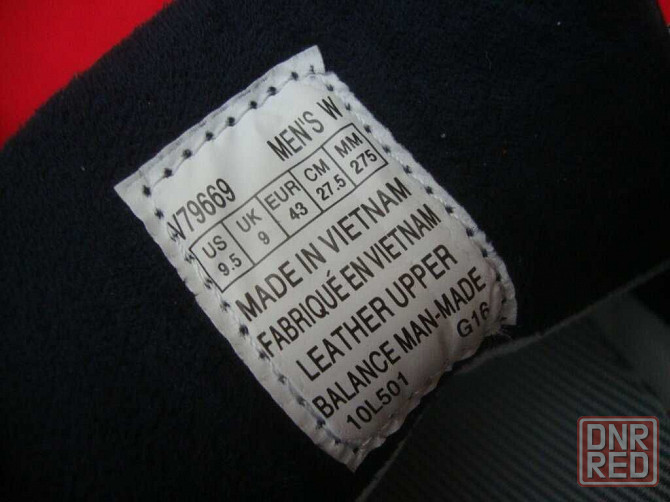 V79669 MEN'S W
US UK EUR CM MM
9.5 9 43 27.5 275
MADE IN VIETNAM
FABRIQUÉ EN VIETNAM
LEATHER UPPER
BALANCE MAN-MADE
10L501 G16
DNR
RED